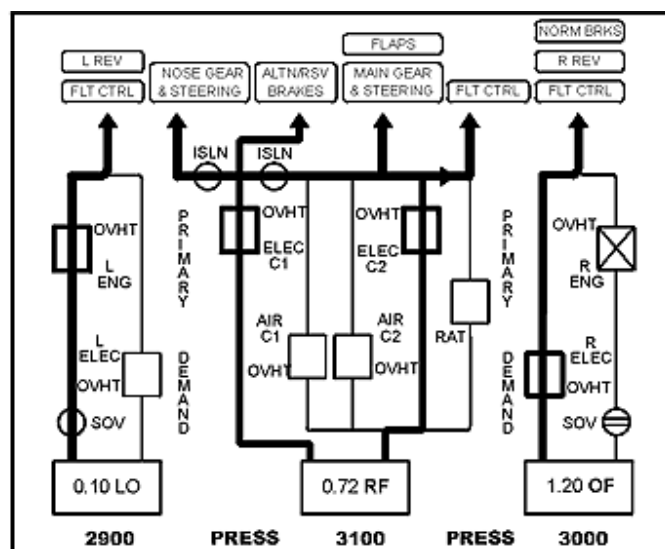 NORM BRKS
L REV
FLAPS
R REV
FLT CTRL
NOSE GEAR
& STEERING
ALTN/RSV
BRAKES
MAIN GEAR
& STEERING
FLT CTRL
FLT CTRL
ISLN
ISLN
OVHT
L
ENG
PRIMARY
OVHT
ELEC
C1
OVHT
ELEC
C2
PRIMARY
OVHT
R
ENG
L
ELEC
OVHT
SOV
DEMAND
AIR
C1
OVHT
AIR
C2
OVHT
RAT
DEMAND
R
ELEC
OVHT
SOV
0.10 LO
0.72 RF
1.20 OF
2900 PRESS 3100 PRESS 3000